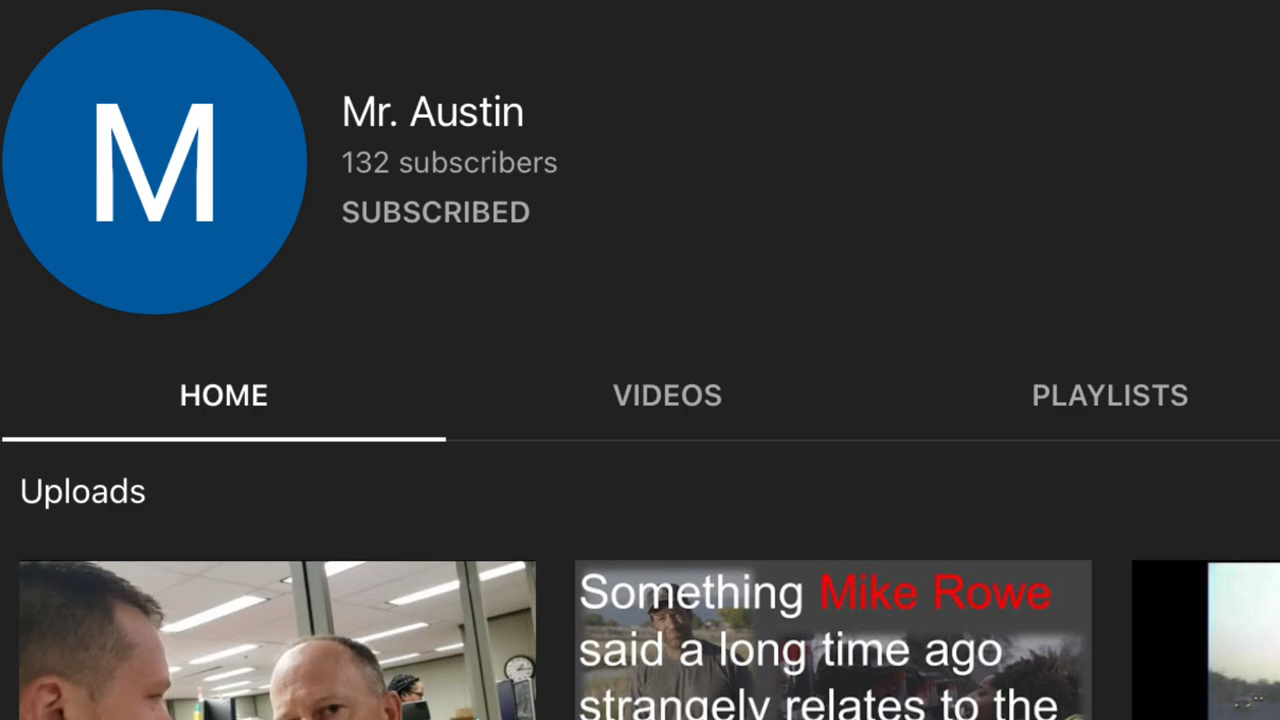 M
Mr. Austin
132 subscribers
SUBSCRIBED
HOME
VIDEOS
PLAYLISTS
Uploads
Something Mike Rowe
said a long time ago
strangely relates to the